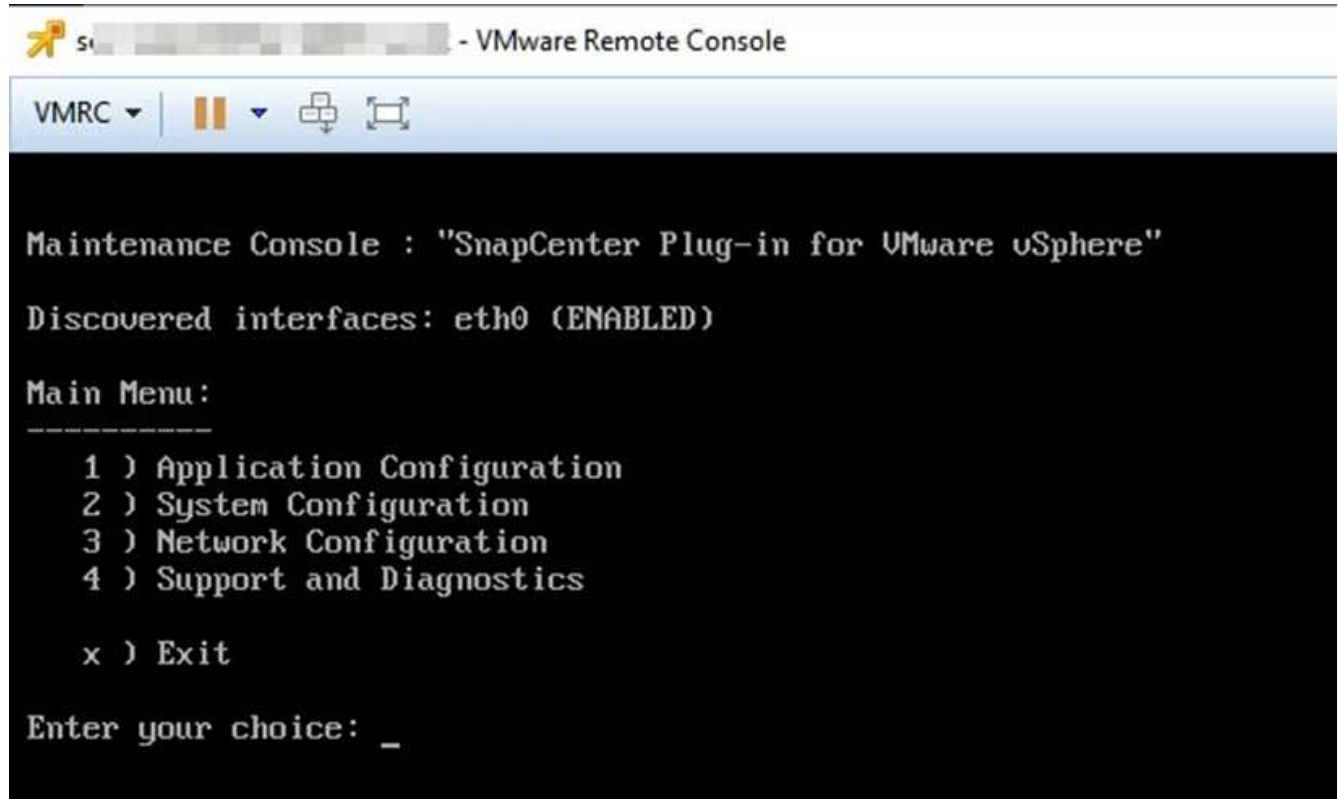 - VMware Remote Console
VMRC
Maintenance Console : "SnapCenter Plug-in for VMware vSphere"
Discovered interfaces: eth0 (ENABLED)
Main Menu:
----------
1 ) Application Configuration
2 ) System Configuration
3 ) Network Configuration
4 ) Support and Diagnostics
x ) Exit
Enter your choice: _